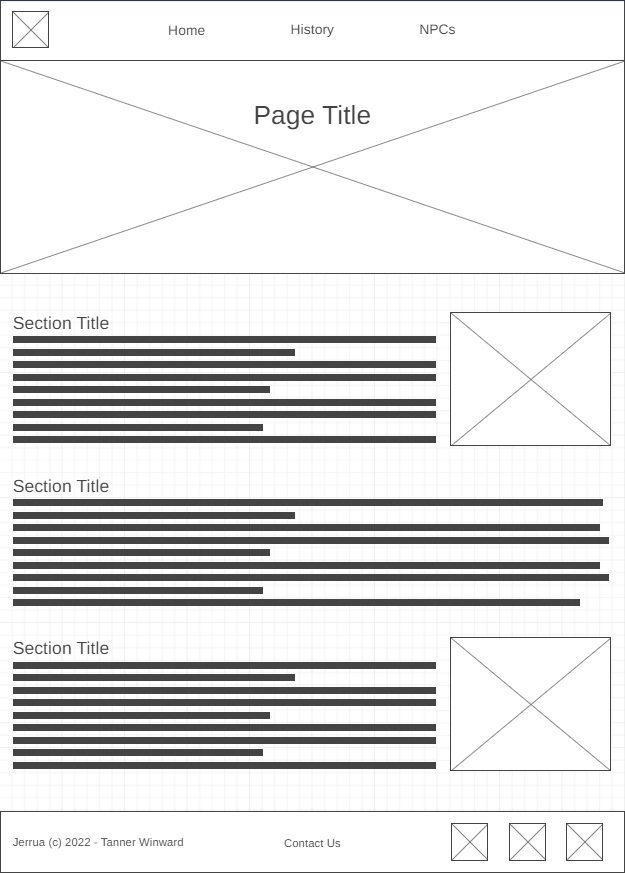 Home History NPCs
Page Title
Section Title
Section Title
Section Title
Jerrua (c) 2022 - Tanner Winward Contact Us